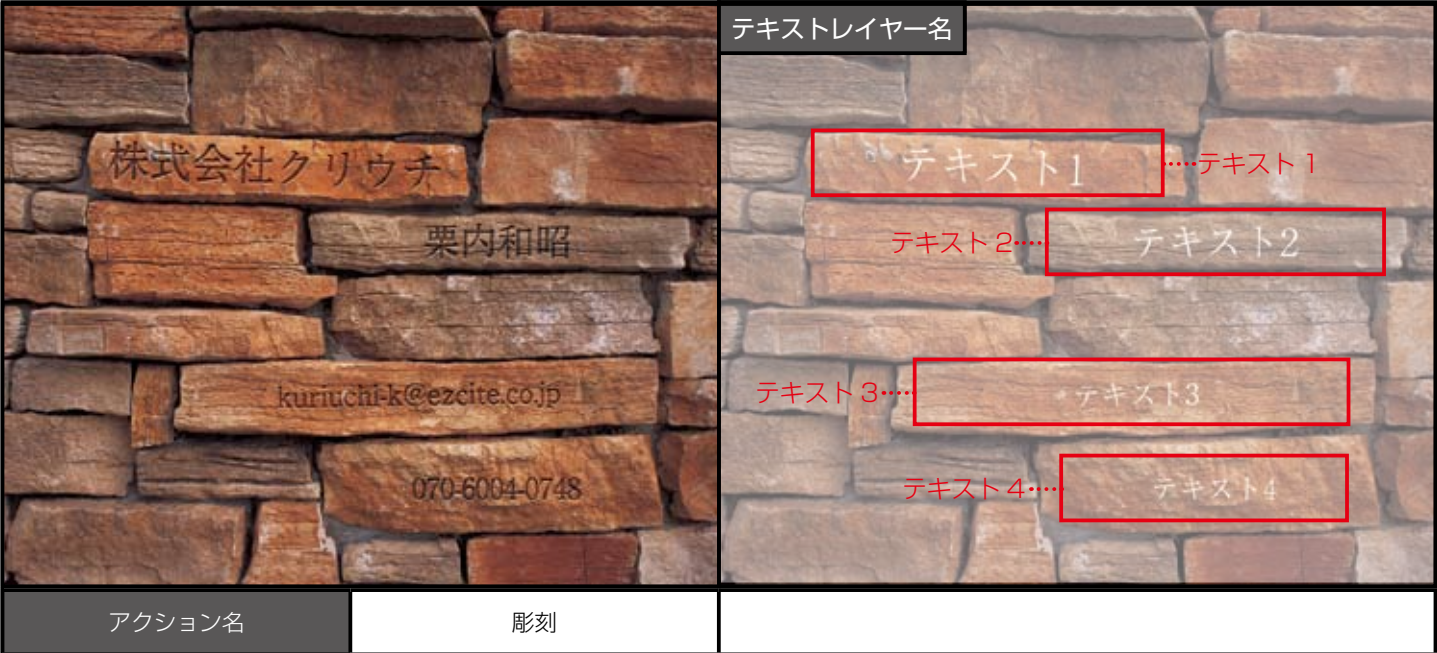 株式会社クリウチ
栗内和昭
kuriuchi-k@ezcite.co.jp
070-6004-0748
テキストレイヤー名
テキスト1
テキスト1
テキスト2
テキスト2
テキスト3
テキスト3
テキスト4
テキスト4
アクション名
彫刻